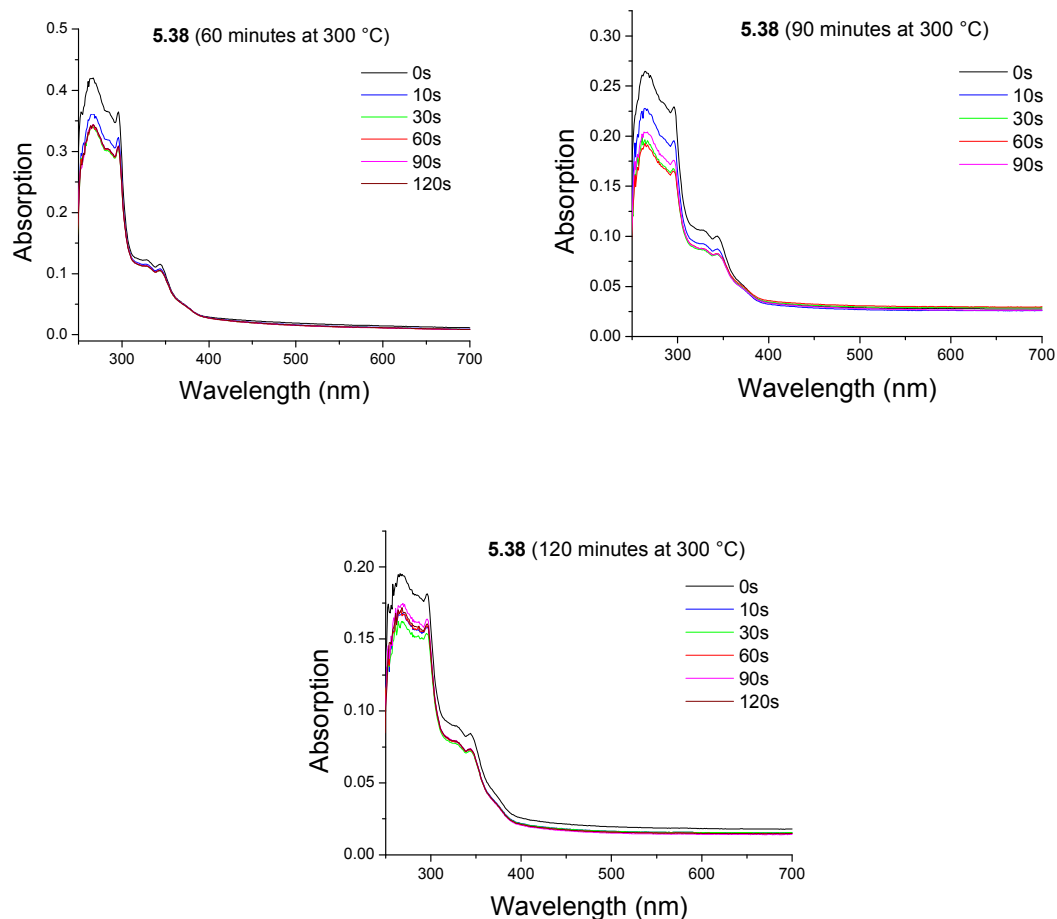 5.38 (60 minutes at 300 °C)
0s
10s
30s
60s
90s
120s
0.5
0.4
0.3
0.2
0.1
0.0
Absorption
300
400
500
600
700
Wavelength (nm)
5.38 (90 minutes at 300 °C)
0s
10s
30s
60s
90s
0.30
0.25
0.20
0.15
0.10
0.05
0.00
Absorption
300
400
500
600
700
Wavelength (nm)
5.38 (120 minutes at 300 °C)
0s
10s
30s
60s
90s
120s
0.20
0.15
0.10
0.05
0.00
Absorption
300
400
500
600
700
Wavelength (nm)